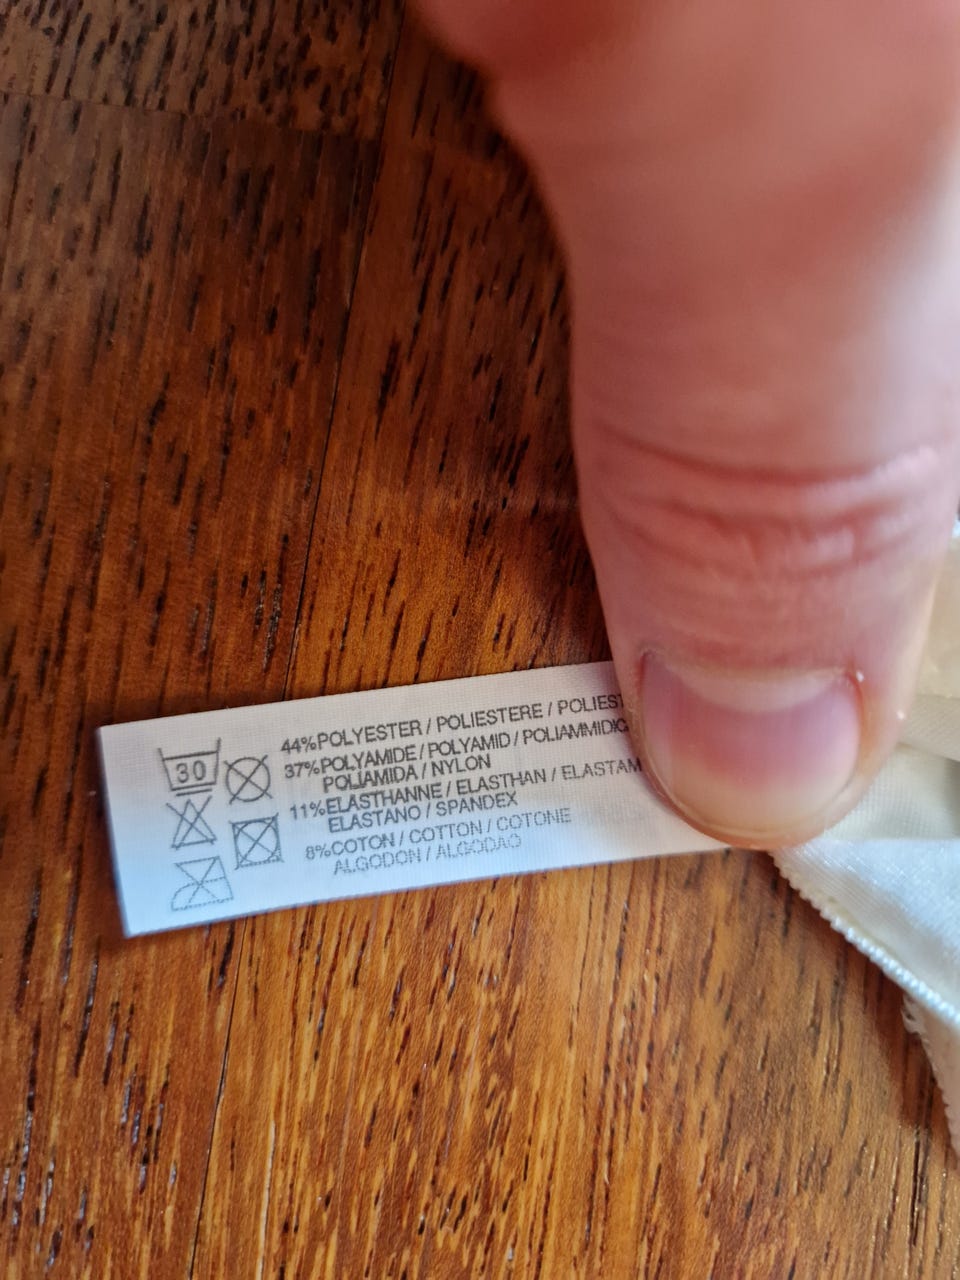 30
44% POLYESTER / POLIESTERE / POLIEST
37% POLYAMIDE / POLYAMID / POLIAMMIDIC
POLIAMIDA / NYLON
11% ELASTHANNE / ELASTHAN / ELASTAM
ELASTANO / SPANDEX
8% COTON / COTTON / COTONE
ALGODON / ALGODAO